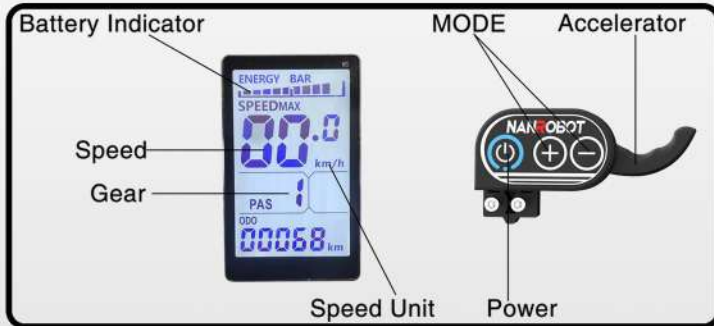 Battery Indicator
MODE
Accelerator
ENERGY BAR
SPEEDMAX
00.0
km/h
Speed
NANROBOT
Gear
1
PAS
ODO
00068 km
Speed Unit
Power